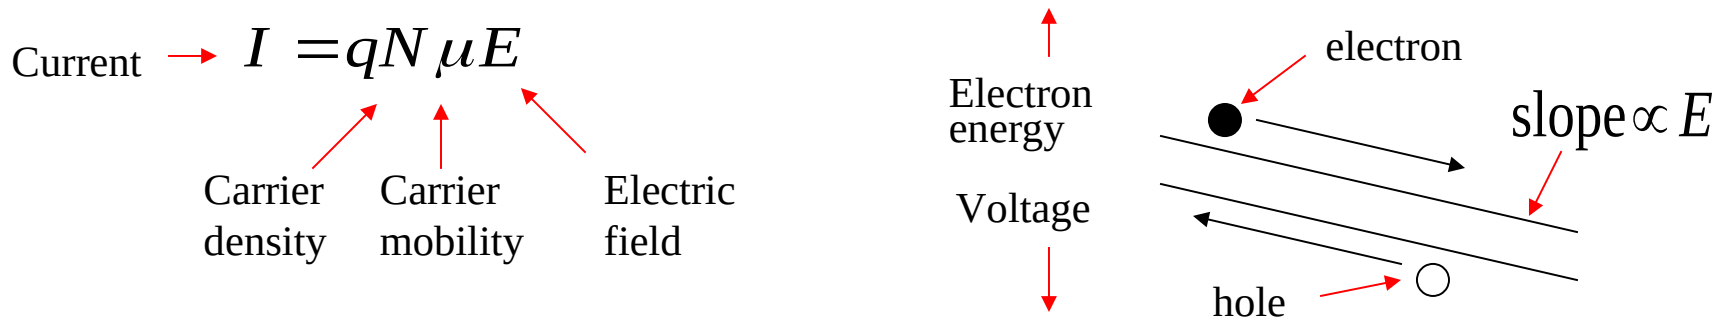 Current
I = qNμE
Carrier
density
Carrier
mobility
Electric
field
Electron
energy
Voltage
electron
slope ∝ E
hole